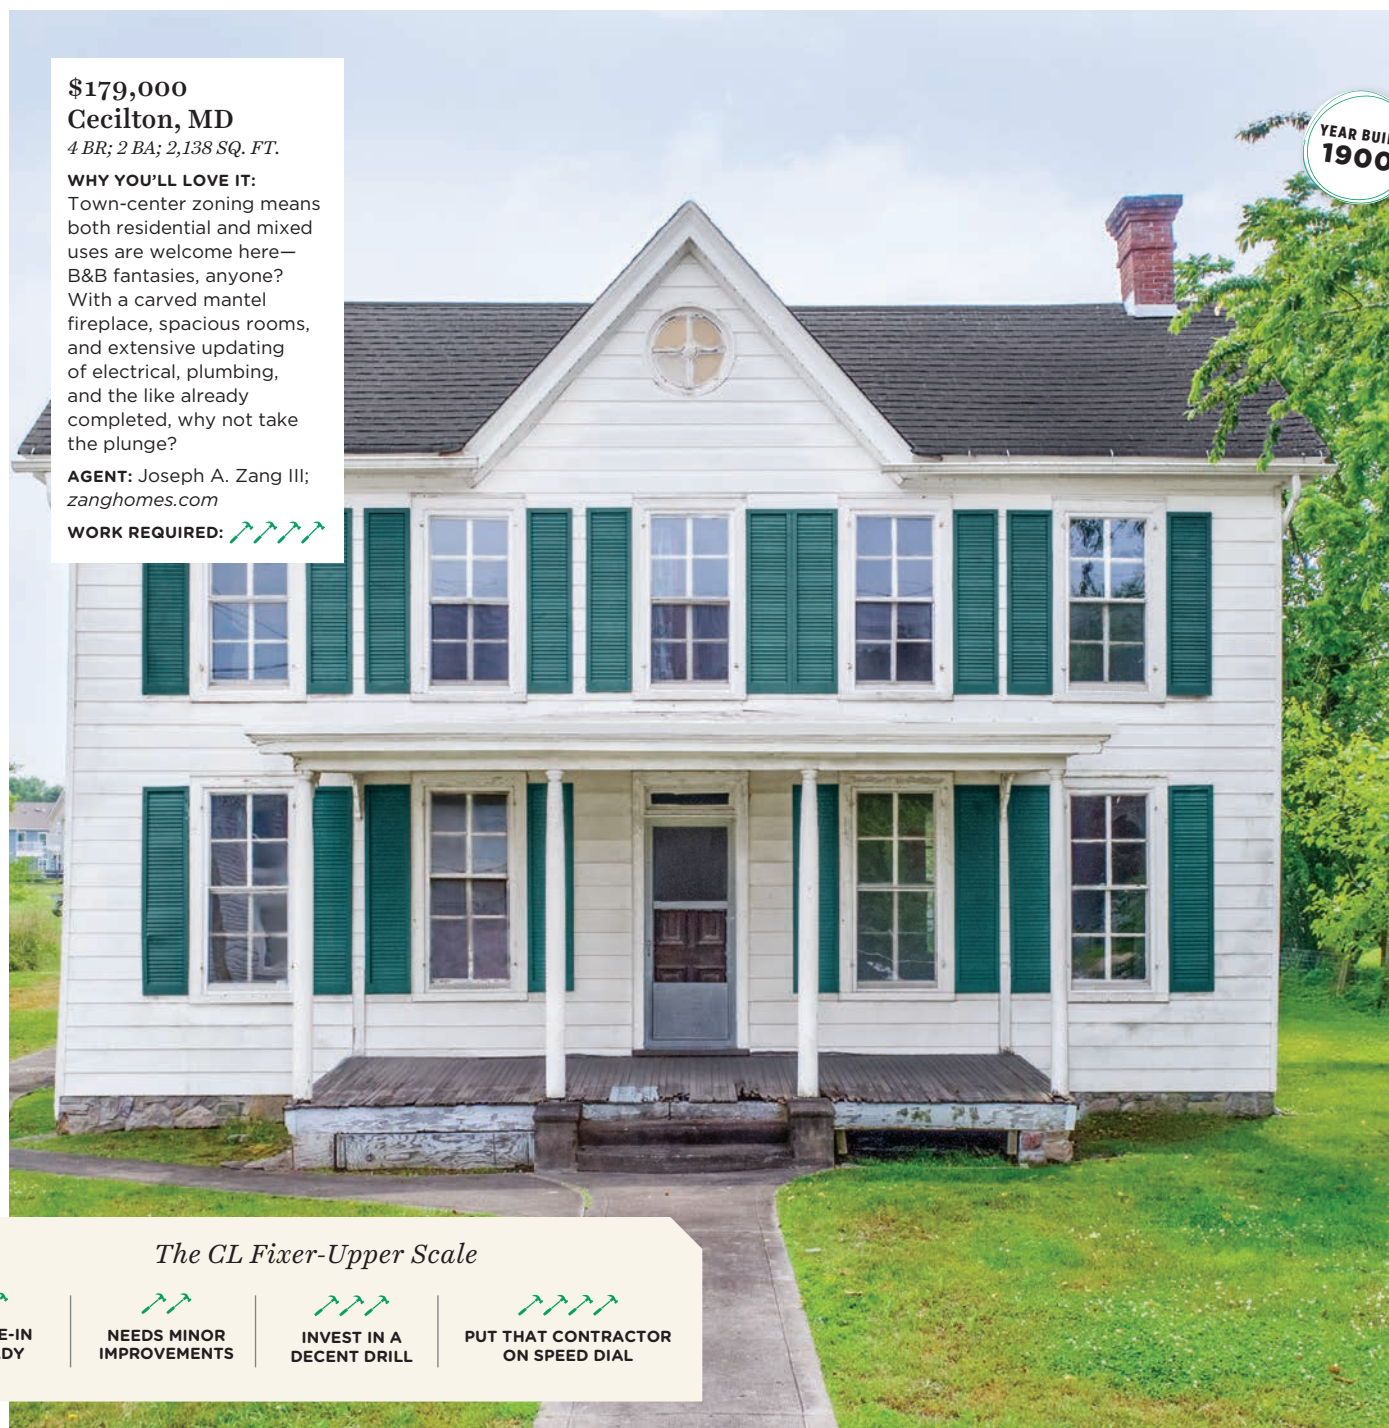 $179,000
Cecilton, MD
4 BR; 2 BA; 2,138 SQ. FT.
WHY YOU'LL LOVE IT:
Town-center zoning means
both residential and mixed
uses are welcome here—
B&B fantasies, anyone?
With a carved mantel
fireplace, spacious rooms,
and extensive updating
of electrical, plumbing,
and the like already
completed, why not take
the plunge?
AGENT: Joseph A. Zang III;
zanghomes.com
WORK REQUIRED:
YEAR BUI
1900
The CL Fixer-Upper Scale
E-IN
DY
NEEDS MINOR
IMPROVEMENTS
INVEST IN A
DECENT DRILL
PUT THAT CONTRACTOR
ON SPEED DIAL